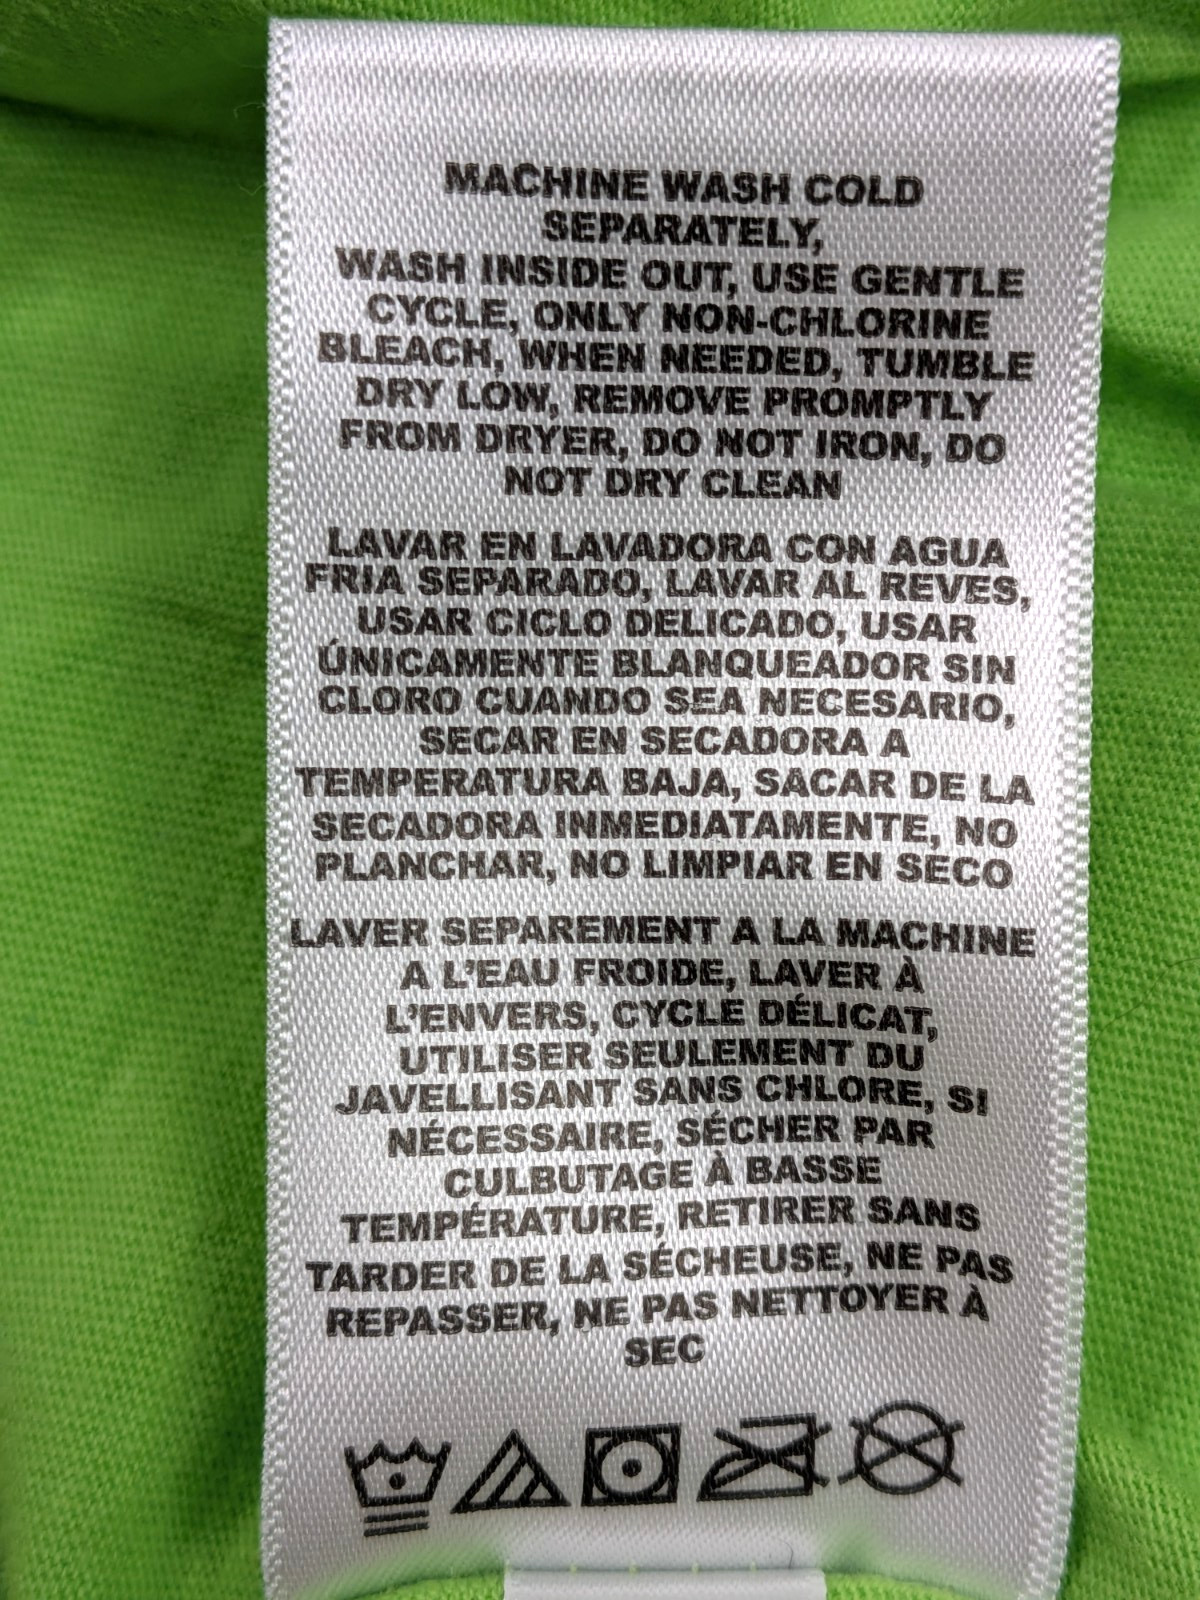 MACHINE WASH COLD
SEPARATELY,
WASH INSIDE OUT, USE GENTLE
CYCLE, ONLY NON-CHLORINE
BLEACH, WHEN NEEDED, TUMBLE
DRY LOW, REMOVE PROMPTLY
FROM DRYER, DO NOT IRON, DO
NOT DRY CLEAN
LAVAR EN LAVADORA CON AGUA
FRIA SEPARADO, LAVAR AL REVES,
USAR CICLO DELICADO, USAR
ÚNICAMENTE BLANQUEADOR SIN
CLORO CUANDO SEA NECESARIO,
SECAR EN SECADORA A
TEMPERATURA BAJA, SACAR DE LA
SECADORA INMEDIATAMENTE, NO
PLANCHAR, NO LIMPIAR EN SECO
LAVER SEPAREMENT A LA MACHINE
A L'EAU FROIDE, LAVER À
L'ENVERS, CYCLE DÉLICAT,
UTILISER SEULEMENT DU
JAVELLISANT SANS CHLORE, SI
NÉCESSAIRE, SÉCHER PAR
CULBUTAGE À BASSE
TEMPÉRATURE, RETIRER SANS
TARDER DE LA SÉCHEUSE, NE PAS
REPASSER, NE PAS NETTOYER À
SEC